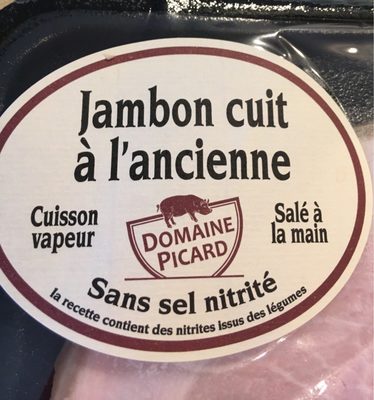 Jambon cuit
à l'ancienne
Cuisson
vapeur
DOMAINE
PICARD
Salé à
la main
Sans sel nitrité
la recette contient des nitrites issus des légumes